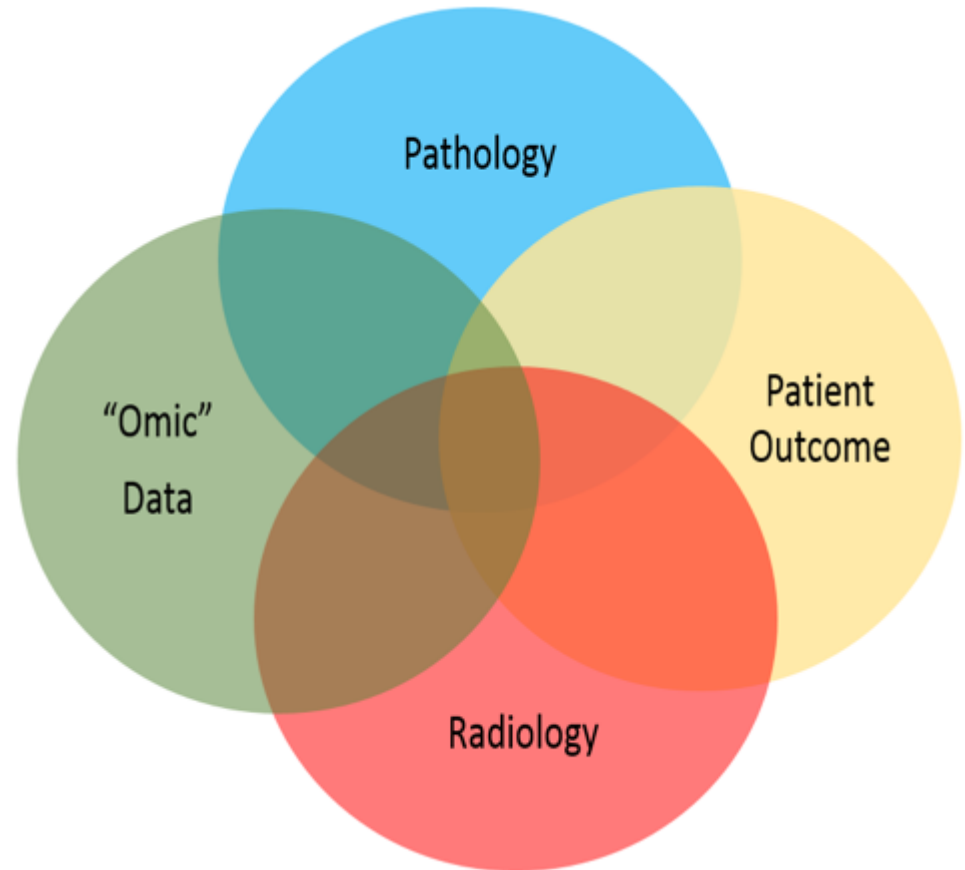 Pathology
“Omic”
Data
Patient
Outcome
Radiology